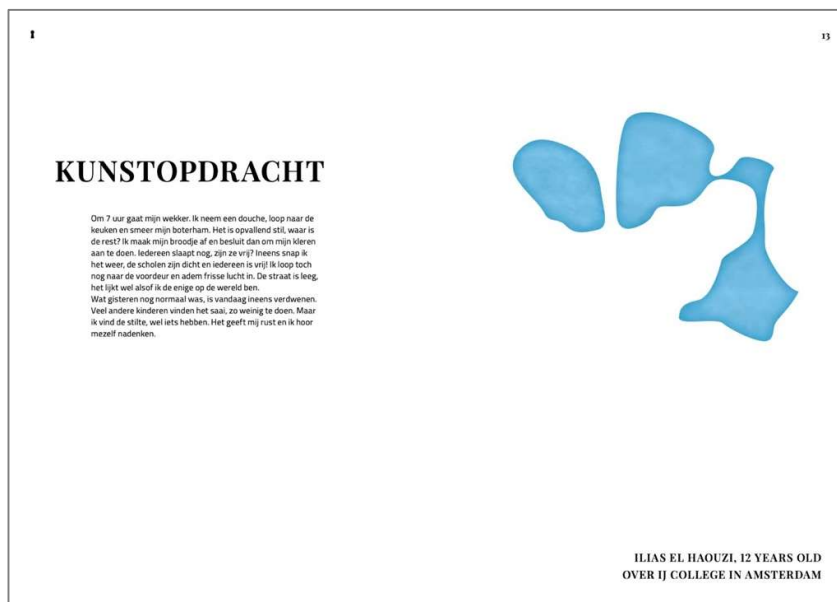 13
KUNSTOPDRACHT
Om 7 uur gaat mijn wekker. Ik neem een douche, loop naar de
keuken en smeer mijn boterham. Het is opvallend stil, waar is
de rest? Ik maak mijn broodje af en besluit dan om mijn kleren
aan te doen. Iedereen slaapt nog, zijn ze vrij? Ineens snap ik
het weer, de scholen zijn dicht en iedereen is vrij! Ik loop toch
nog naar de voordeur en adem frisse lucht in. De straat is leeg,
het lijkt wel alsof ik de enige op de wereld ben.
Wat gisteren nog normaal was, is vandaag ineens verdwenen.
Veel andere kinderen vinden het saai, zo weinig te doen. Maar
ik vind de stilte, wel iets hebben. Het geeft mij rust en ik hoor
mezelf nadenken.
ILIAS EL HAOUZI, 12 YEARS OLD
OVER IJ COLLEGE IN AMSTERDAM